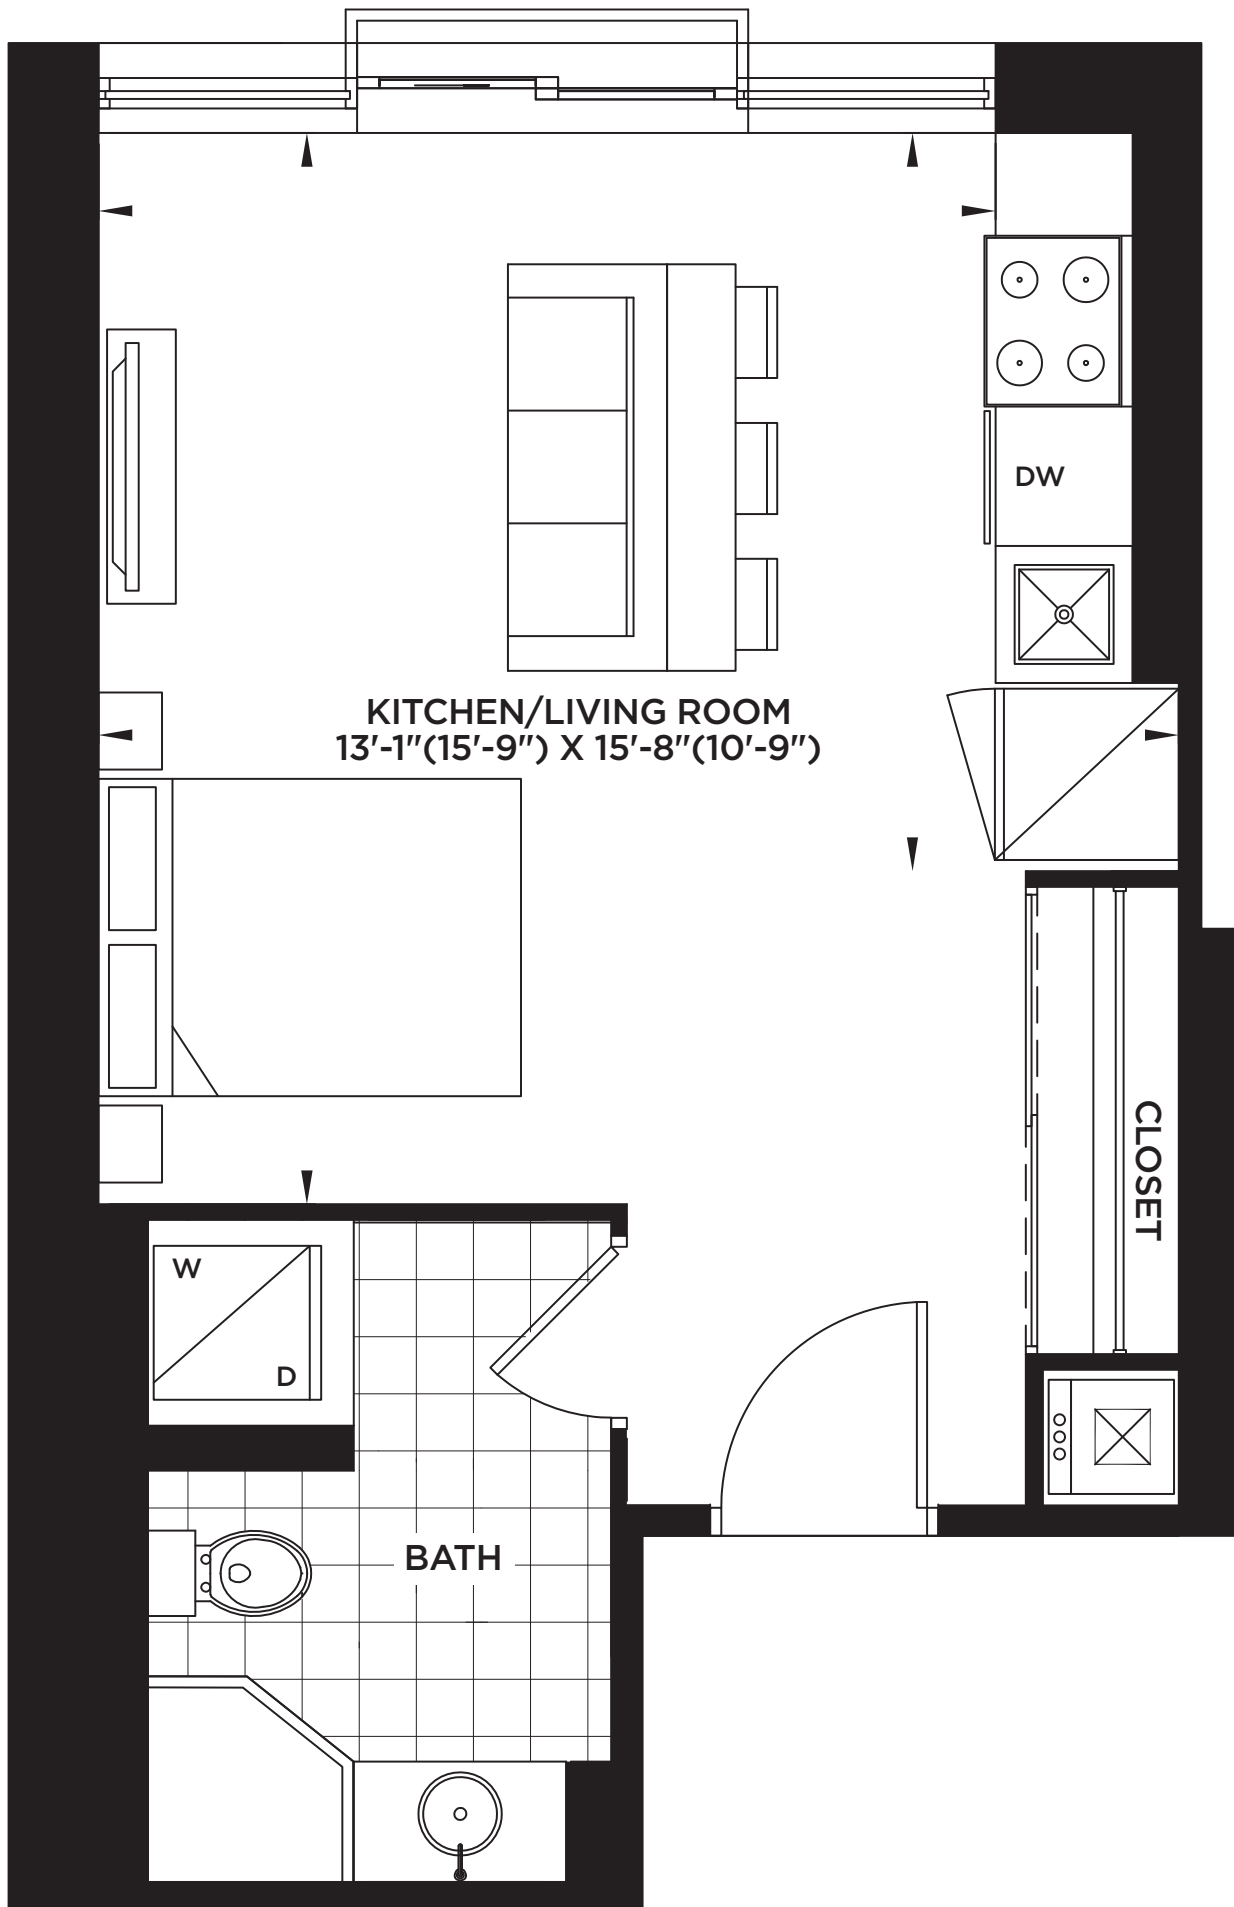 DW
KITCHEN/LIVING ROOM
13'-1"(15'-9") X 15'-8"(10'-9")
CLOSET
W
D
BATH